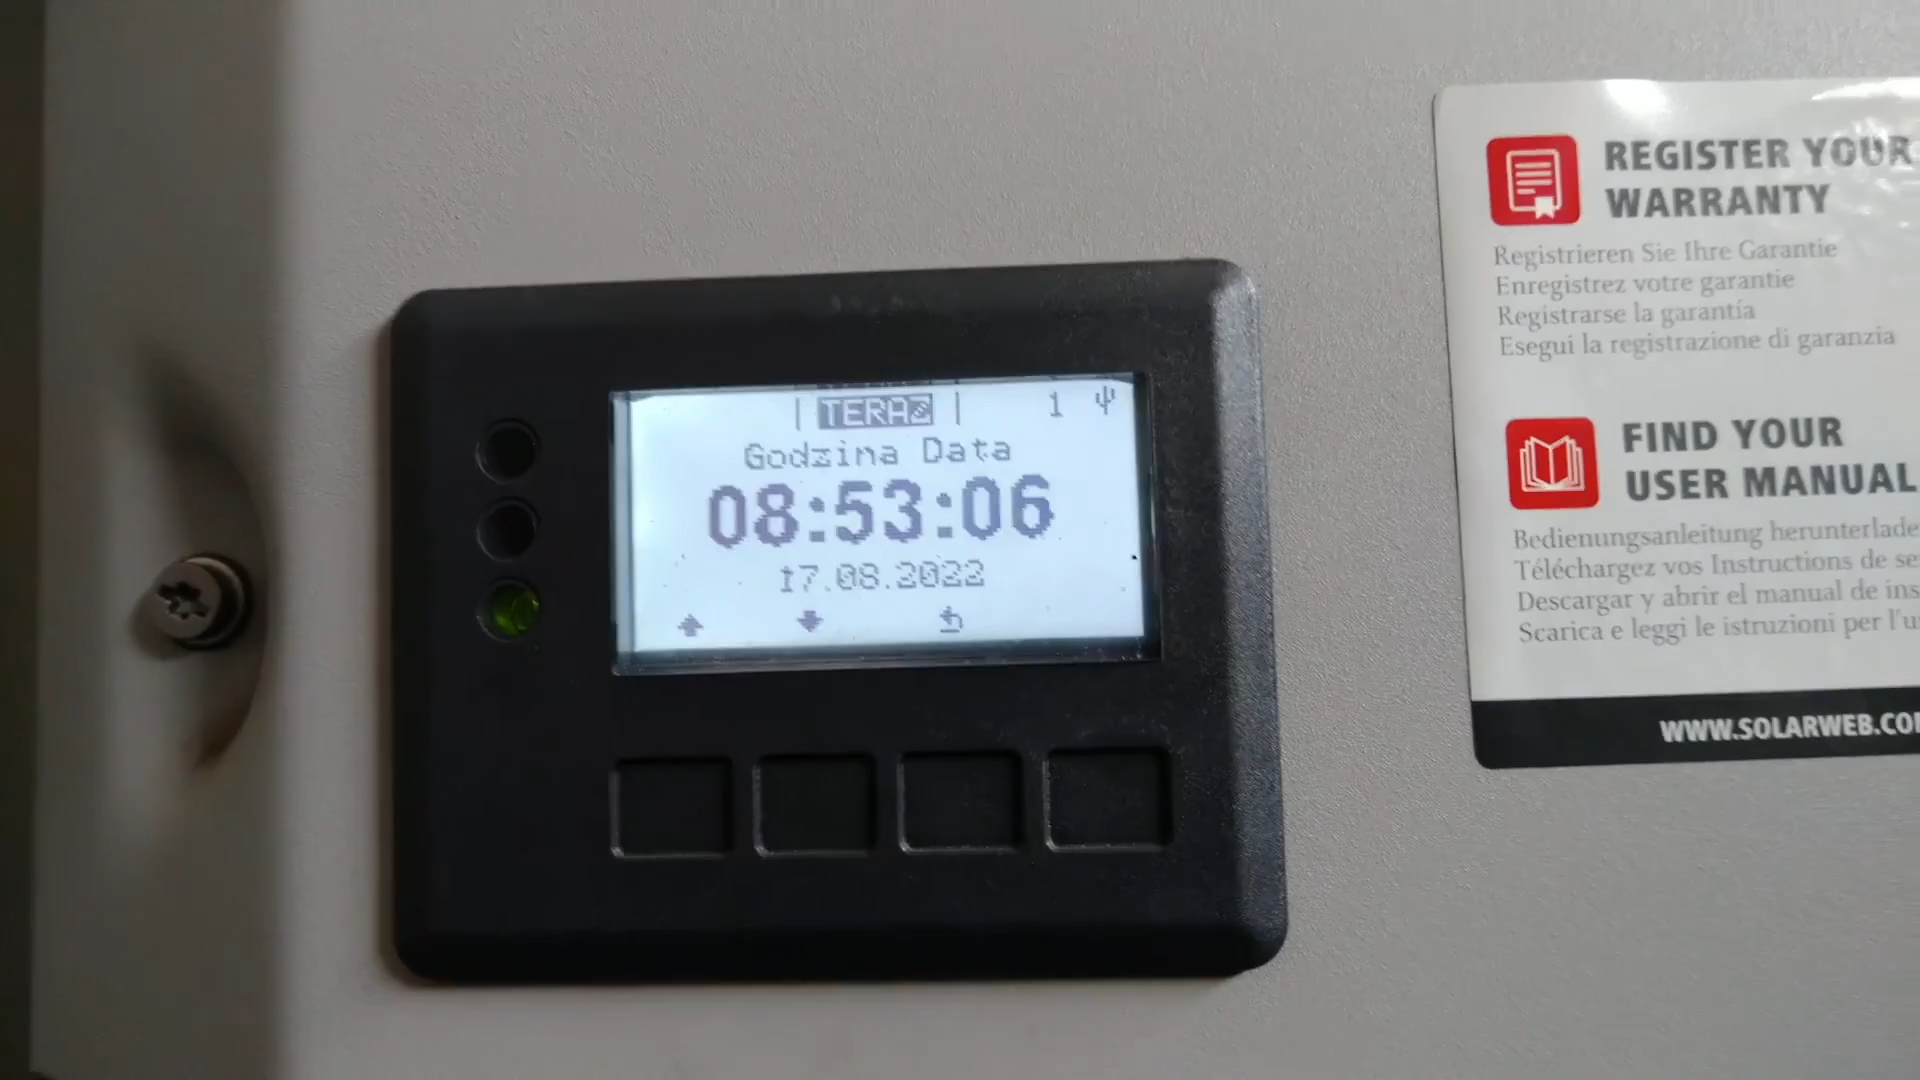 | TERAZ | 1
Godzina Data
08:53:06
17.08.2022
REGISTER YOUR
WARRANTY
Registrieren Sie Ihre Garantie
Enregistrez votre garantie
Registrarse la garantía
Esegui la registrazione di garanzia
FIND YOUR
USER MANUAL
Bedienungsanleitung herunterlade
Téléchargez vos Instructions de se
Descargar y abrir el manual de ins
Scarica e leggi le istruzioni per l'u
WWW.SOLARWEB.CO